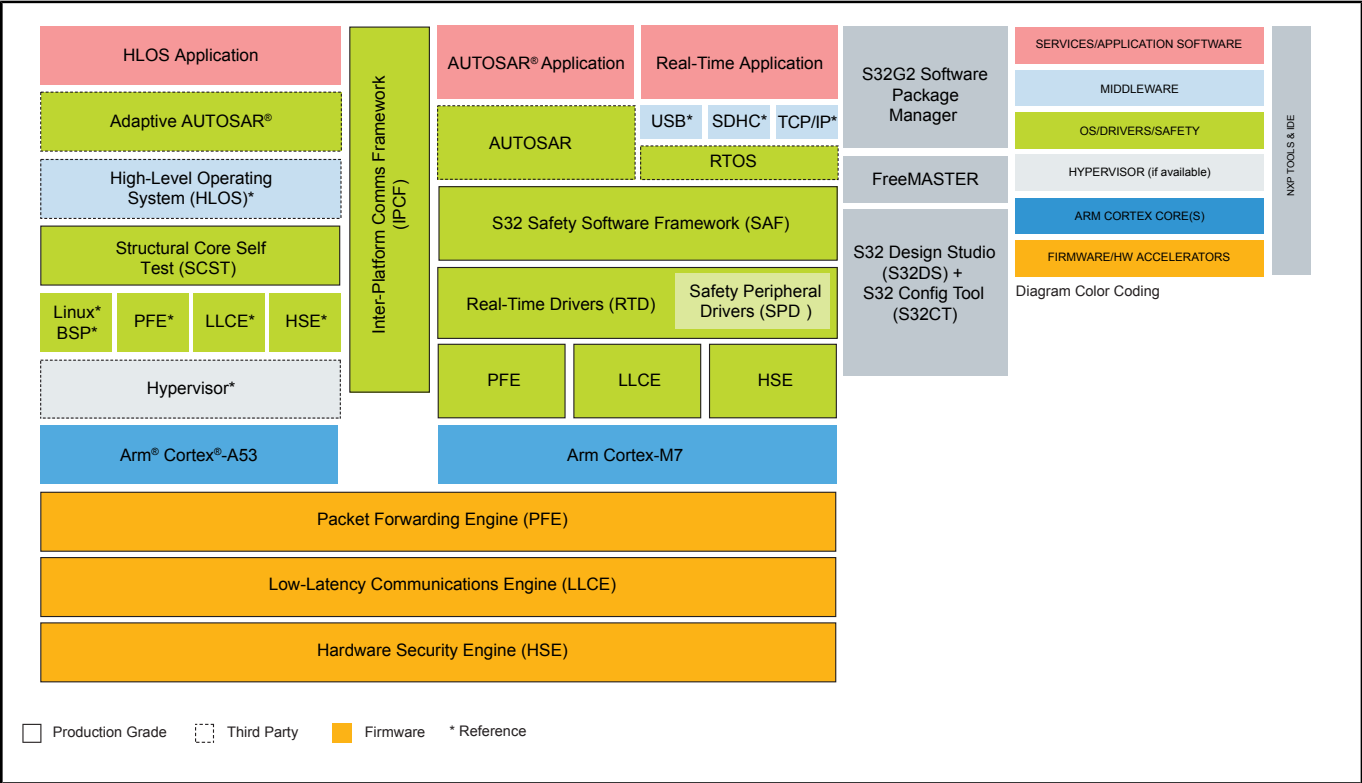 HLOS Application
Adaptive AUTOSAR®
High-Level Operating
System (HLOS)*
Structural Core Self
Test (SCST)
Linux*
BSP*
PFE*
LLCE*
HSE*
Hypervisor*
Arm® Cortex®-A53
Inter-Platform Comms Framework
(IPCF)
AUTOSAR® Application
Real-Time Application
AUTOSAR
USB*
SDHC*
TCP/IP*
RTOS
S32 Safety Software Framework (SAF)
Real-Time Drivers (RTD)
Safety Peripheral
Drivers (SPD )
PFE
LLCE
HSE
Arm Cortex-M7
Packet Forwarding Engine (PFE)
Low-Latency Communications Engine (LLCE)
Hardware Security Engine (HSE)
S32G2 Software
Package
Manager
FreeMASTER
S32 Design Studio
(S32DS) +
S32 Config Tool
(S32CT)
SERVICES/APPLICATION SOFTWARE
MIDDLEWARE
OS/DRIVERS/SAFETY
HYPERVISOR (if available)
ARM CORTEX CORE(S)
FIRMWARE/HW ACCELERATORS
NXP TOOLS & IDE
Diagram Color Coding
Production Grade
Third Party
Firmware
* Reference